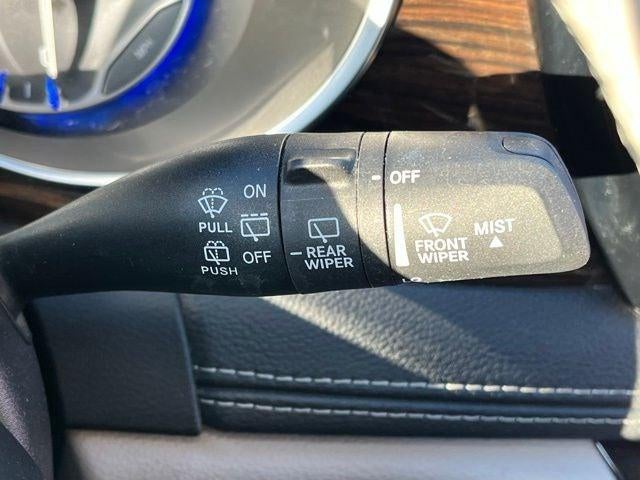 ON
PULL
OFF
PUSH
REAR
WIPER
OFF
FRONT
WIPER
MIST